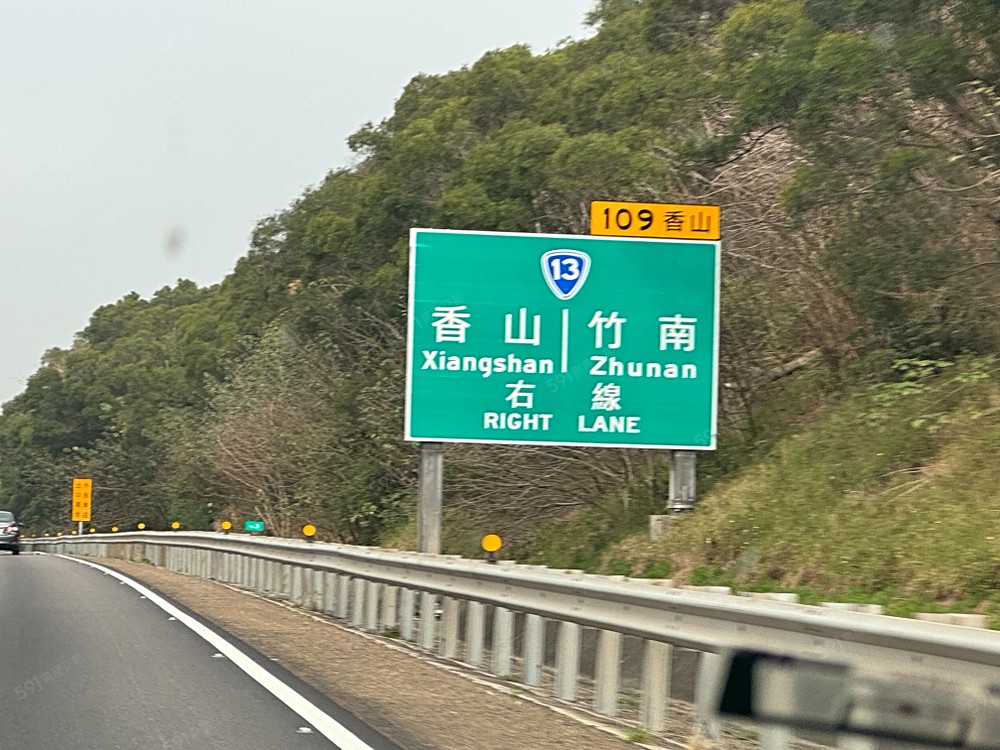 109 香山
13
香山 | 竹南
Xiangshan | Zhunan
右線
RIGHT LANE